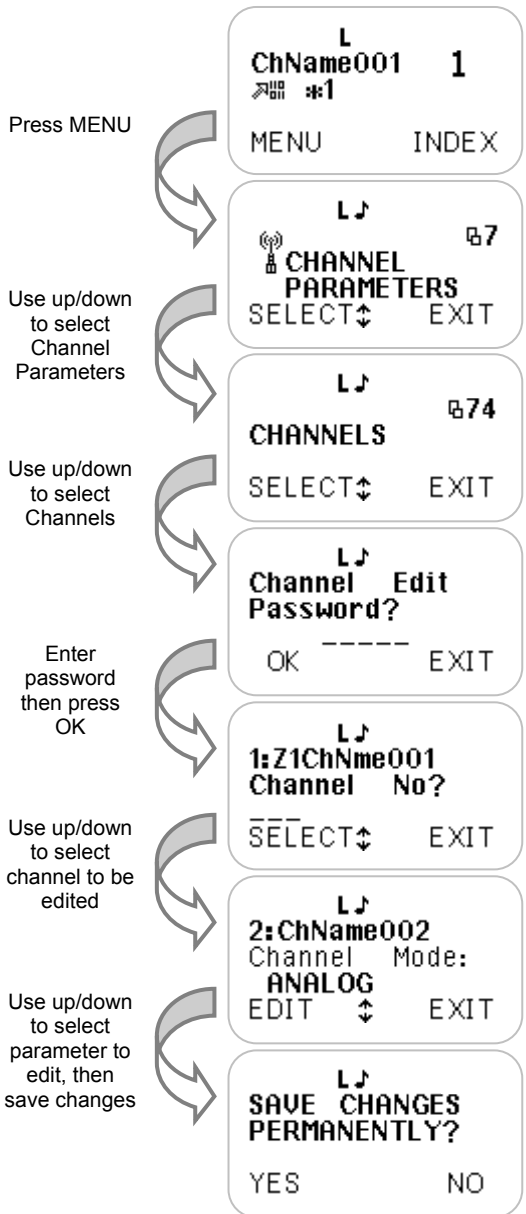 L
ChName001 1
*1
MENU INDEX
Press MENU
L♪
7
CHANNEL
PARAMETERS
SELECT↕ EXIT
Use up/down
to select
Channel
Parameters
L♪
74
CHANNELS
SELECT↕ EXIT
Use up/down
to select
Channels
L♪
Channel Edit
Password?
_____
OK EXIT
Enter
password
then press
OK
L♪
1:Z1ChNme001
Channel No?
___
SELECT↕ EXIT
Use up/down
to select
channel to be
edited
L♪
2:ChName002
Channel Mode:
ANALOG
EDIT ↕ EXIT
Use up/down
to select
parameter to
edit, then
save changes
L♪
SAVE CHANGES
PERMANENTLY?
YES NO